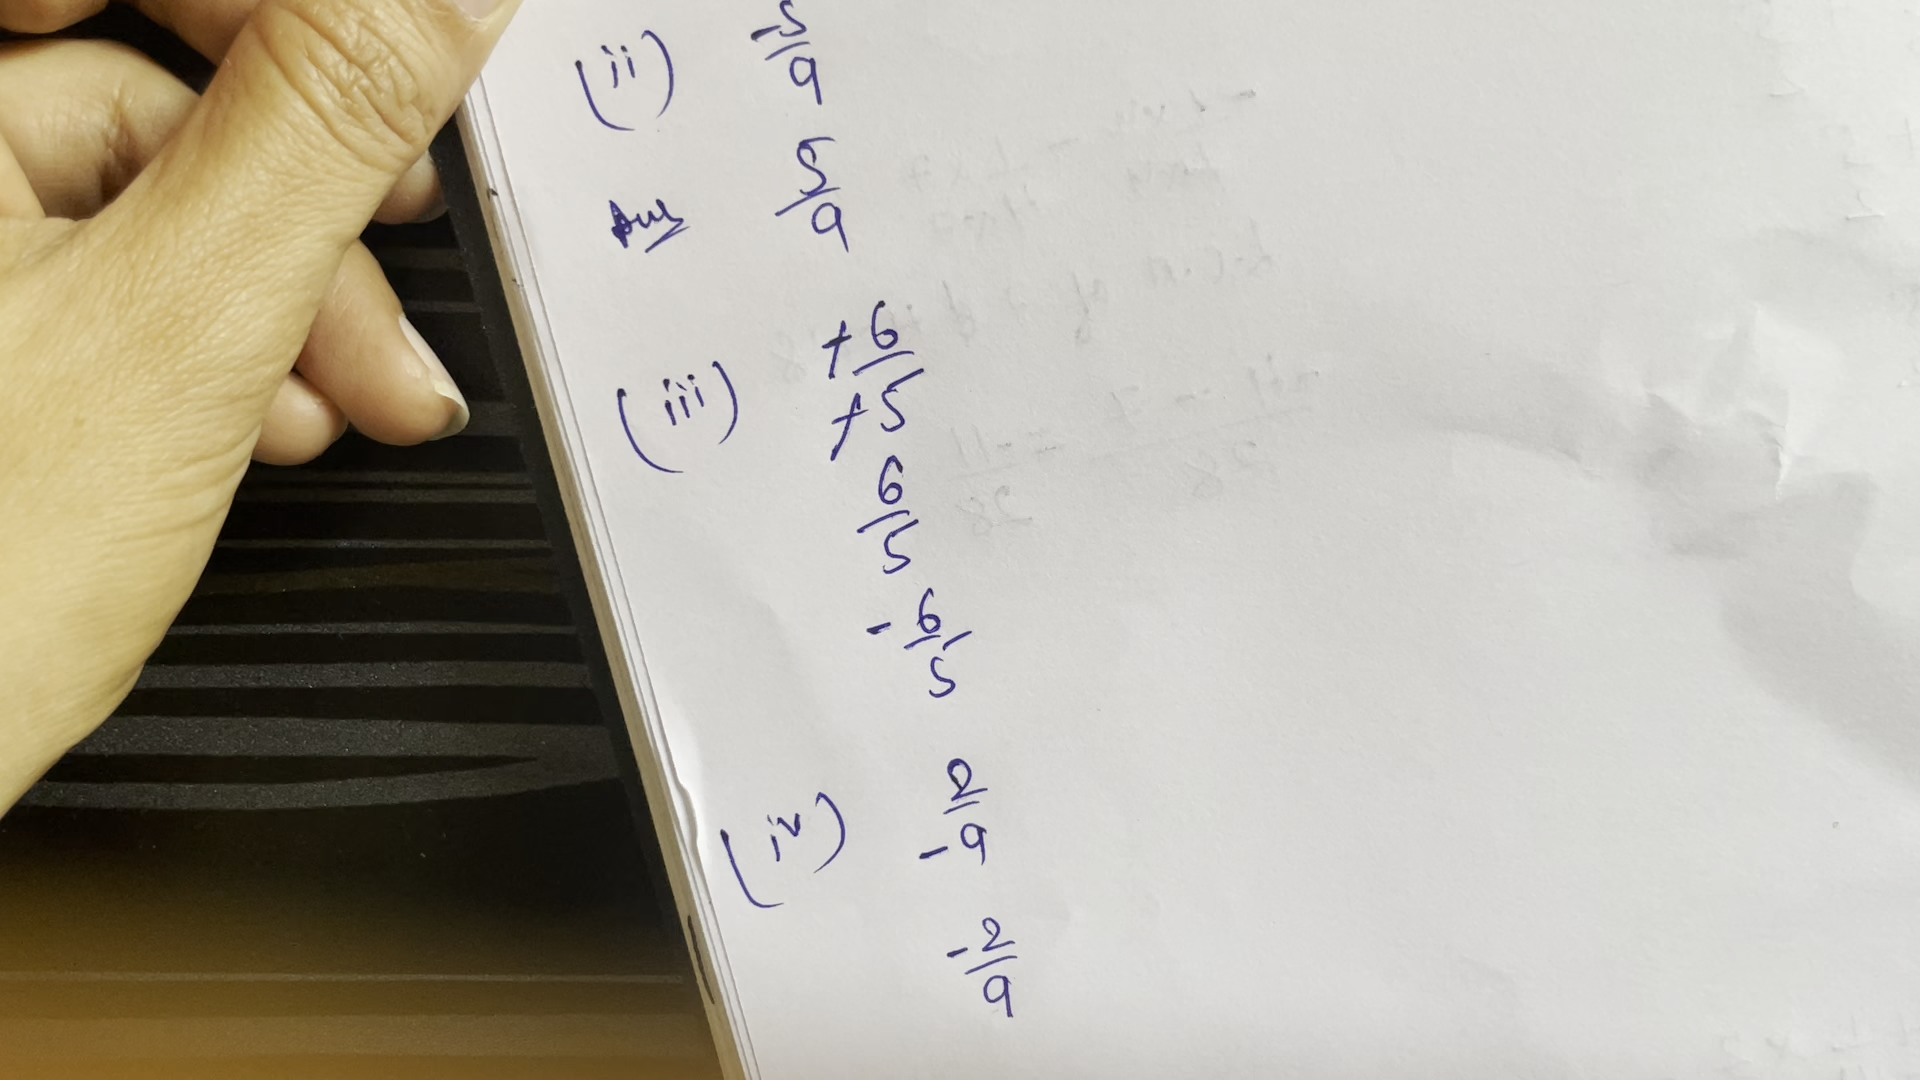 (ii) -5/9
Ans 5/9
(iii) +6/+5
6/5
-6/5
(iv) 2/-9
-2/9